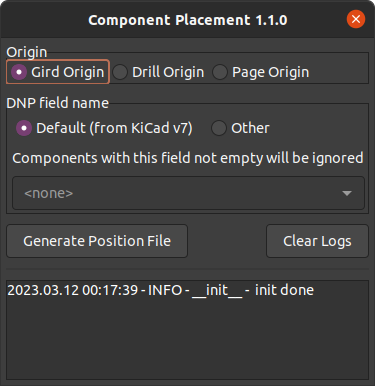 Component Placement 1.1.0
Origin
Gird Origin Drill Origin Page Origin
DNP field name
Default (from KiCad v7) Other
Components with this field not empty will be ignored
<none>
Generate Position File Clear Logs
2023.03.12 00:17:39 - INFO - __init__ - init done